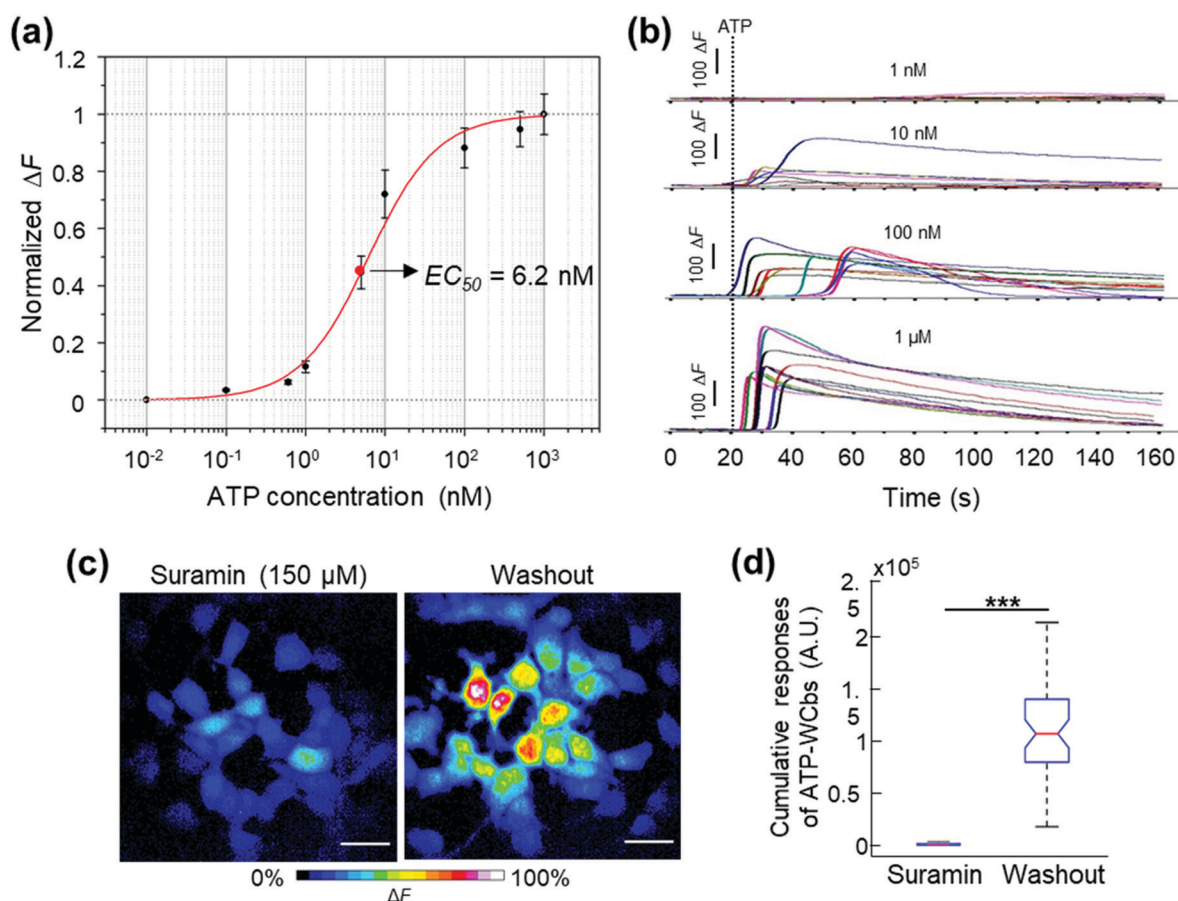 (a)
1.2
1
0.8
0.6
0.4
0.2
0
Normalized ΔF
EC50 = 6.2 nM
10-2
10-1
100
101
102
103
ATP concentration (nM)
(b)
ATP
100 ΔF
1 nM
100 ΔF
10 nM
100 ΔF
100 nM
100 ΔF
1 µM
0 20 40 60 80 100 120 140 160
Time (s)
(c)
Suramin (150 µM)
Washout
0%
100%
ΔF
(d)
x105
2.
5
2
1.
5
1
0.5
0
Cumulative responses
of ATP-WCbs (A.U.)
***
Suramin Washout